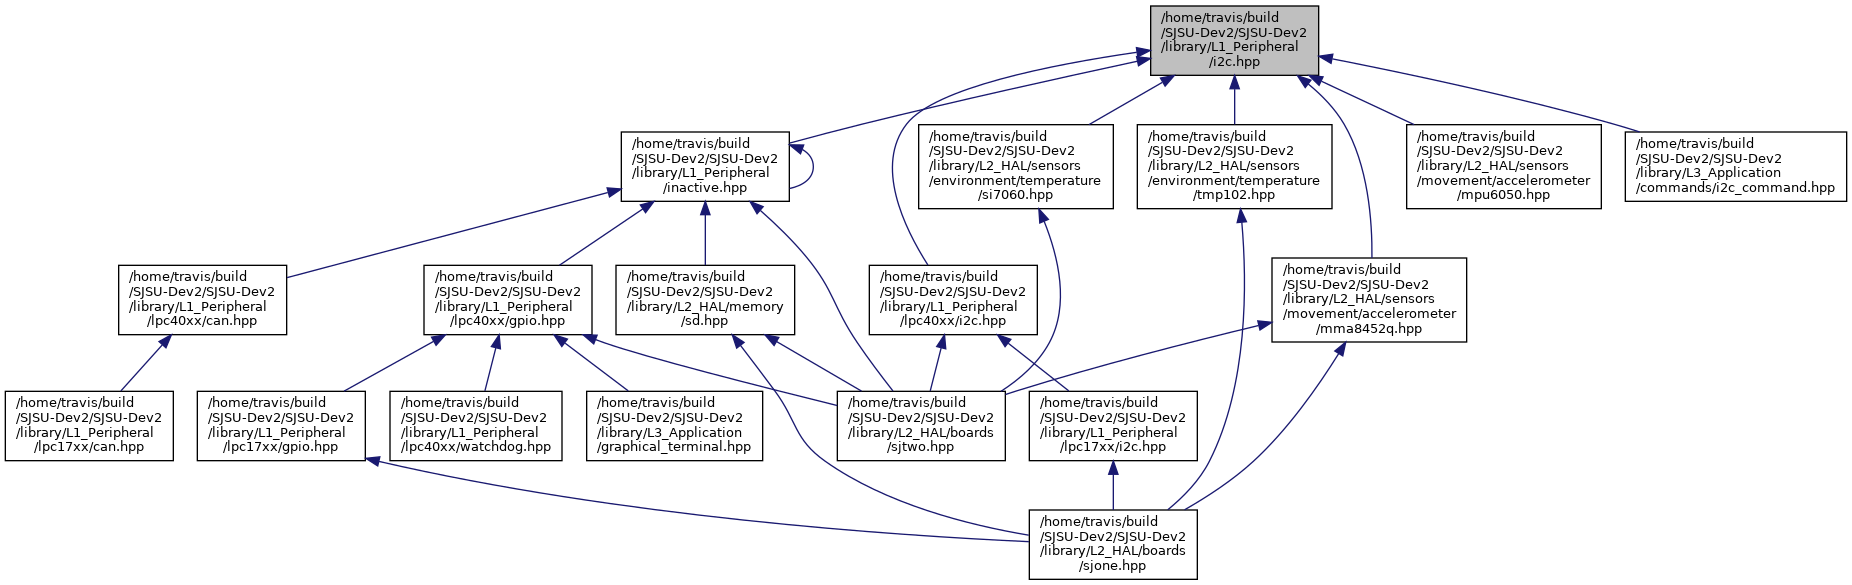 /home/travis/build
/SJSU-Dev2/SJSU-Dev2
/library/L1_Peripheral
/i2c.hpp
/home/travis/build
/SJSU-Dev2/SJSU-Dev2
/library/L1_Peripheral
/inactive.hpp
/home/travis/build
/SJSU-Dev2/SJSU-Dev2
/library/L2_HAL/sensors
/environment/temperature
/si7060.hpp
/home/travis/build
/SJSU-Dev2/SJSU-Dev2
/library/L2_HAL/sensors
/environment/temperature
/tmp102.hpp
/home/travis/build
/SJSU-Dev2/SJSU-Dev2
/library/L2_HAL/sensors
/movement/accelerometer
/mpu6050.hpp
/home/travis/build
/SJSU-Dev2/SJSU-Dev2
/library/L3_Application
/commands/i2c_command.hpp
/home/travis/build
/SJSU-Dev2/SJSU-Dev2
/library/L1_Peripheral
/lpc40xx/can.hpp
/home/travis/build
/SJSU-Dev2/SJSU-Dev2
/library/L1_Peripheral
/lpc40xx/gpio.hpp
/home/travis/build
/SJSU-Dev2/SJSU-Dev2
/library/L2_HAL/memory
/sd.hpp
/home/travis/build
/SJSU-Dev2/SJSU-Dev2
/library/L1_Peripheral
/lpc40xx/i2c.hpp
/home/travis/build
/SJSU-Dev2/SJSU-Dev2
/library/L2_HAL/sensors
/movement/accelerometer
/mma8452q.hpp
/home/travis/build
/SJSU-Dev2/SJSU-Dev2
/library/L1_Peripheral
/lpc17xx/can.hpp
/home/travis/build
/SJSU-Dev2/SJSU-Dev2
/library/L1_Peripheral
/lpc17xx/gpio.hpp
/home/travis/build
/SJSU-Dev2/SJSU-Dev2
/library/L1_Peripheral
/lpc40xx/watchdog.hpp
/home/travis/build
/SJSU-Dev2/SJSU-Dev2
/library/L3_Application
/graphical_terminal.hpp
/home/travis/build
/SJSU-Dev2/SJSU-Dev2
/library/L2_HAL/boards
/sjtwo.hpp
/home/travis/build
/SJSU-Dev2/SJSU-Dev2
/library/L1_Peripheral
/lpc17xx/i2c.hpp
/home/travis/build
/SJSU-Dev2/SJSU-Dev2
/library/L2_HAL/boards
/sjone.hpp